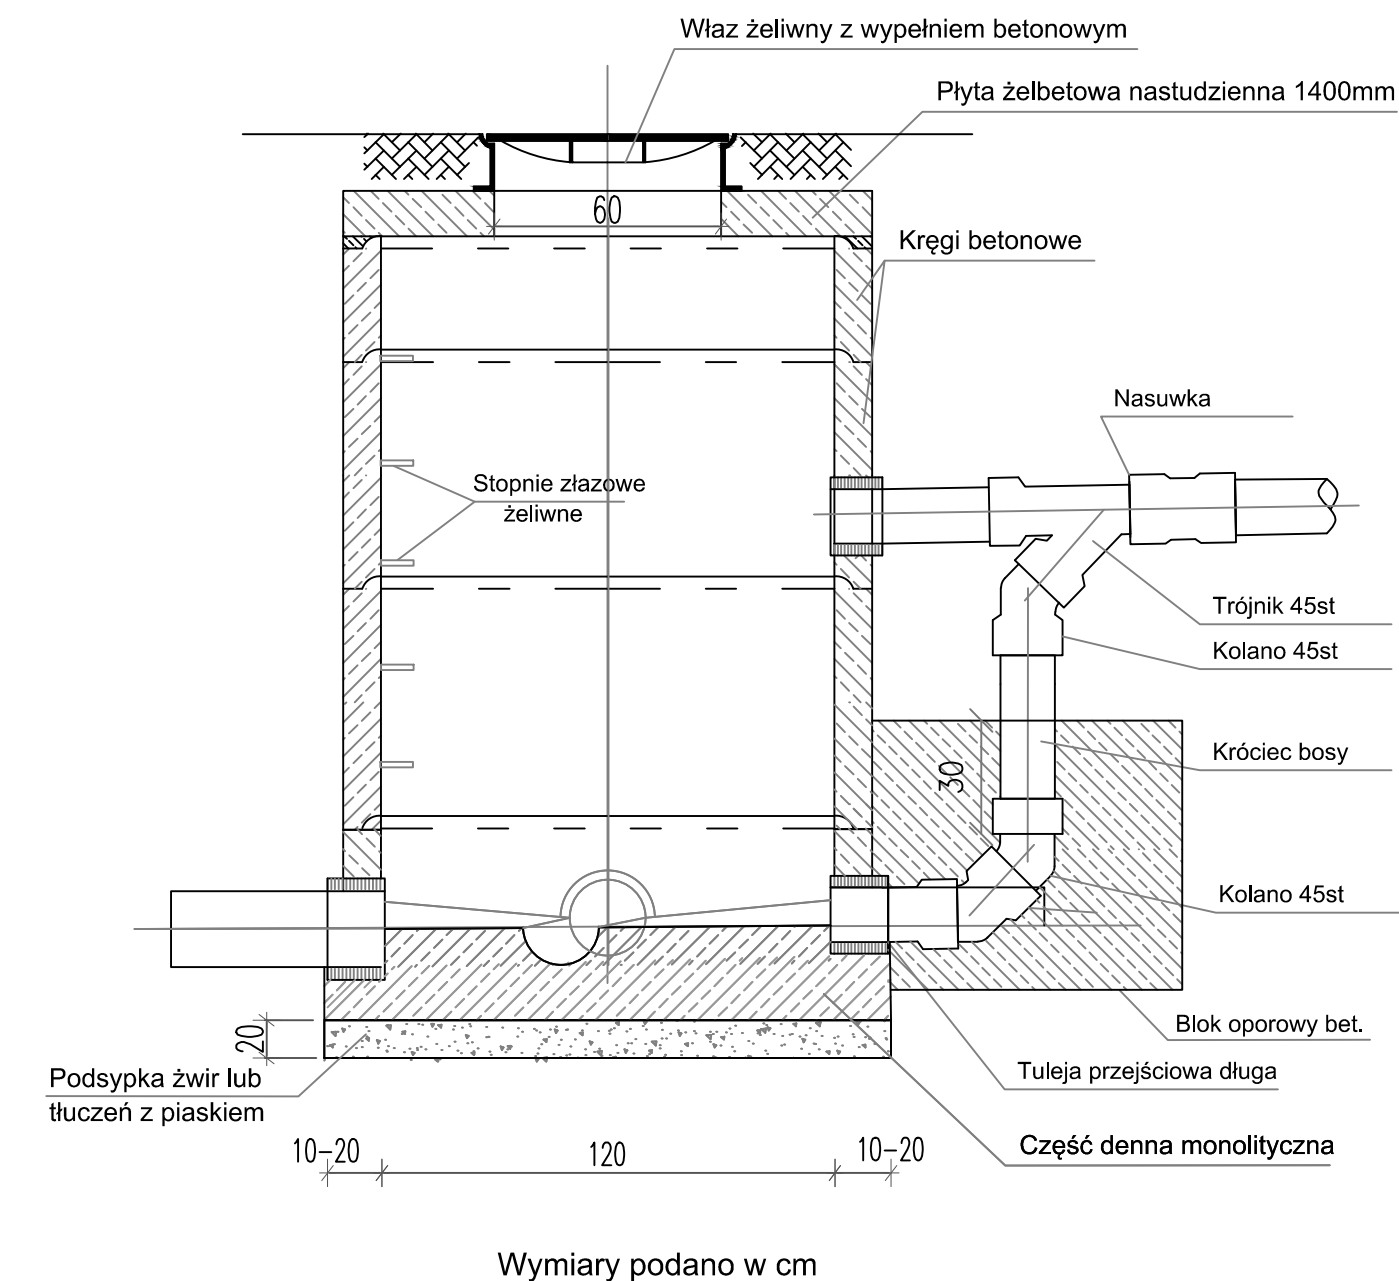 Właz żeliwny z wypełniem betonowym
Płyta żelbetowa nastudzienna 1400mm
60
Kręgi betonowe
Nasuwka
Stopnie złazowe
żeliwne
Trójnik 45st
Kolano 45st
Króciec bosy
30
Kolano 45st
Blok oporowy bet.
20
Tuleja przejściowa długa
Podsypka żwir lub
tłuczeń z piaskiem
Część denna monolityczna
10-20
120
10-20
Wymiary podano w cm